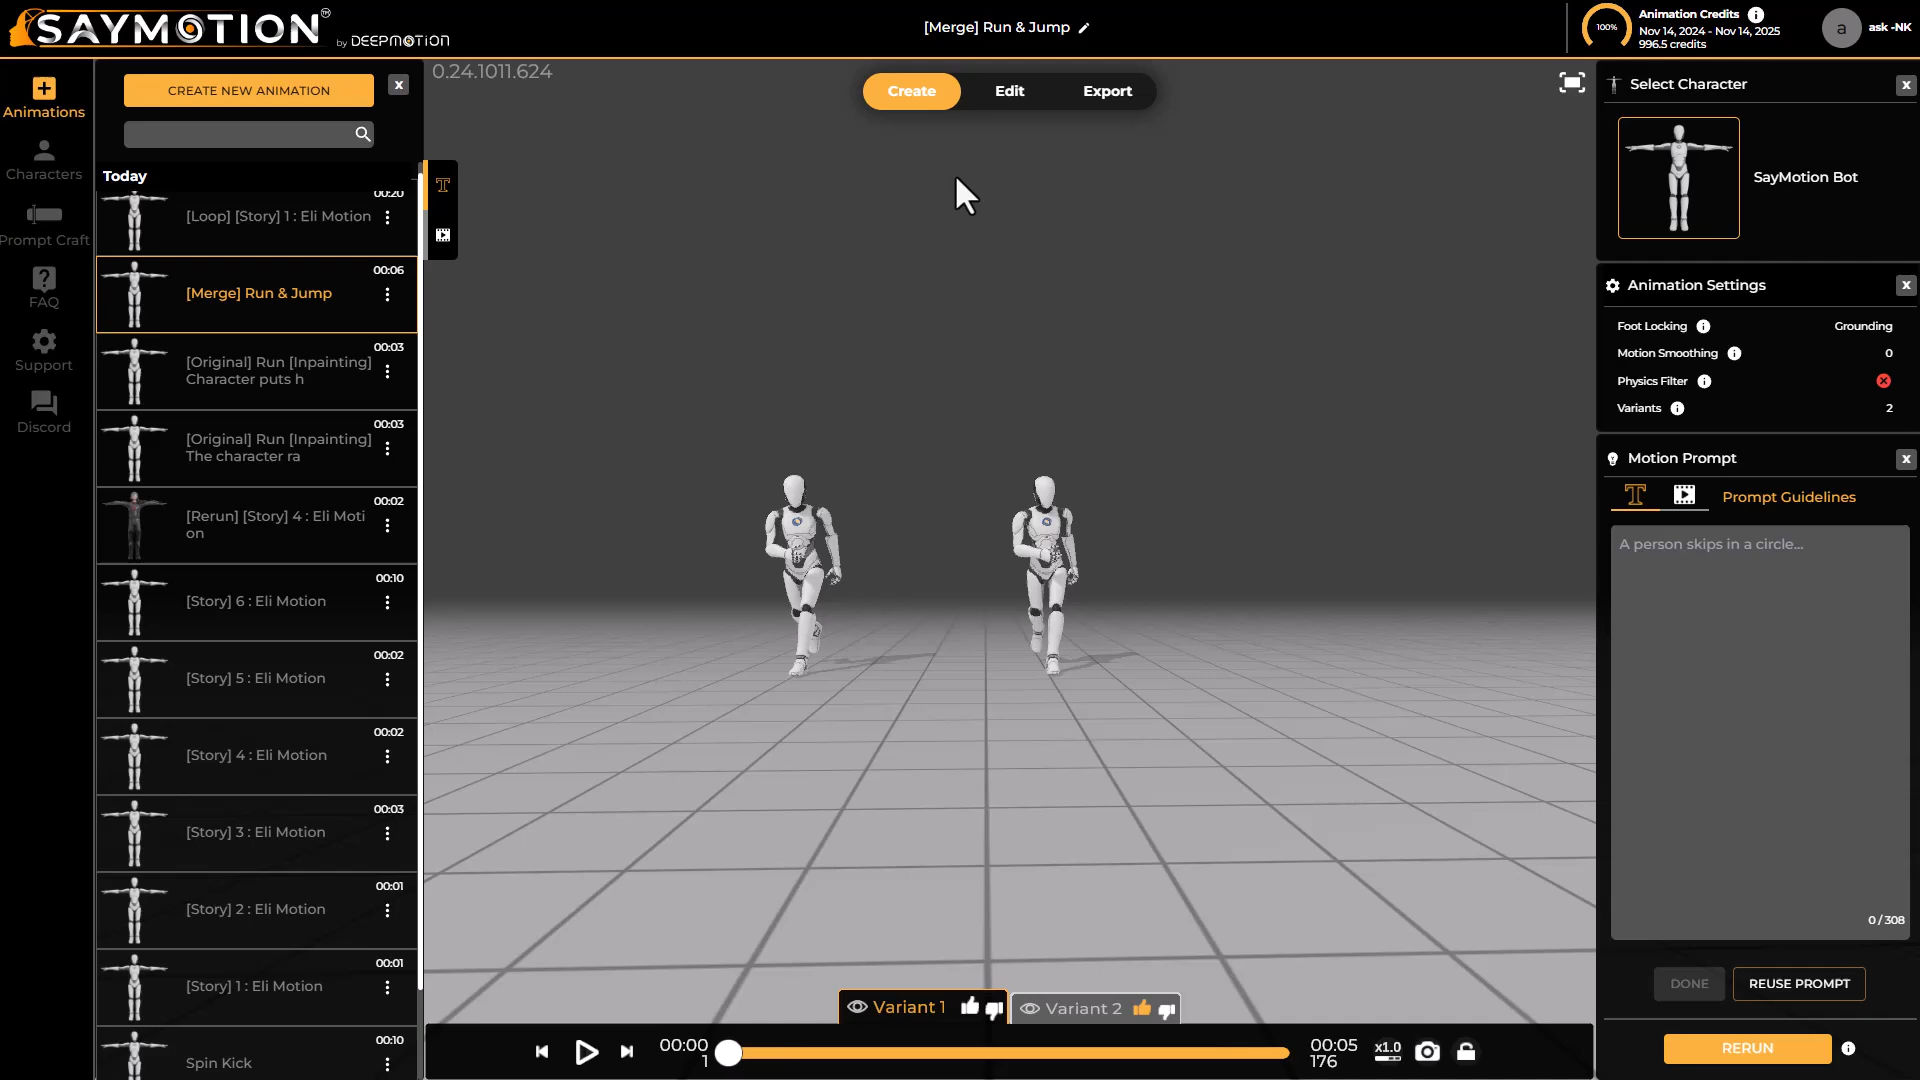 SAYMOTION™
by DEEPMOTION
[Merge] Run & Jump
100%
Animation Credits
Nov 14, 2024 - Nov 14, 2025
996.5 credits
a
ask -NK
Animations
Characters
Prompt Craft
FAQ
Support
Discord
CREATE NEW ANIMATION
x
Today
00:20
[Loop] [Story] 1 : Eli Motion
00:06
[Merge] Run & Jump
00:03
[Original] Run [Inpainting]
Character puts h
00:03
[Original] Run [Inpainting]
The character ra
00:02
[Rerun] [Story] 4 : Eli Moti
on
00:10
[Story] 6 : Eli Motion
00:02
[Story] 5 : Eli Motion
00:02
[Story] 4 : Eli Motion
00:03
[Story] 3 : Eli Motion
00:01
[Story] 2 : Eli Motion
00:01
[Story] 1 : Eli Motion
00:10
Spin Kick
0.24.1011.624
T
Create Edit Export
Variant 1
Variant 2
00:00
1
00:05
176
x1.0
Select Character
x
SayMotion Bot
Animation Settings
x
Foot Locking Grounding
Motion Smoothing 0
Physics Filter
Variants 2
Motion Prompt
x
T
Prompt Guidelines
A person skips in a circle...
0 / 308
DONE
REUSE PROMPT
RERUN